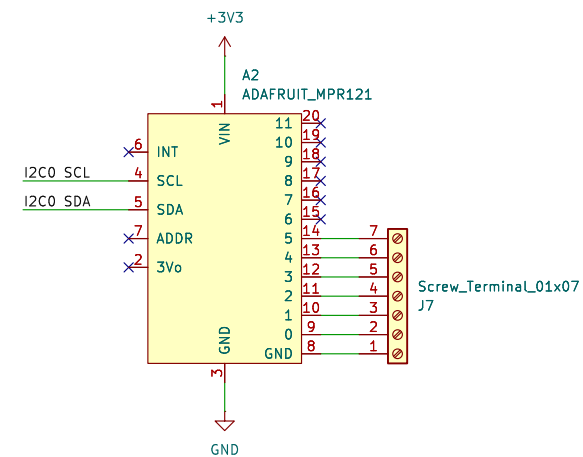 +3V3
A2
ADAFRUIT_MPR121
1
VIN
6 INT
I2C0 SCL 4 SCL
I2C0 SDA 5 SDA
7 ADDR
2 3Vo
11 20
10 19
9 18
8 17
7 16
6 15
5 14 7
4 13 6
3 12 5
2 11 4
1 10 3
0 9 2
GND 8 1
Screw_Terminal_01x07
J7
GND
3
GND